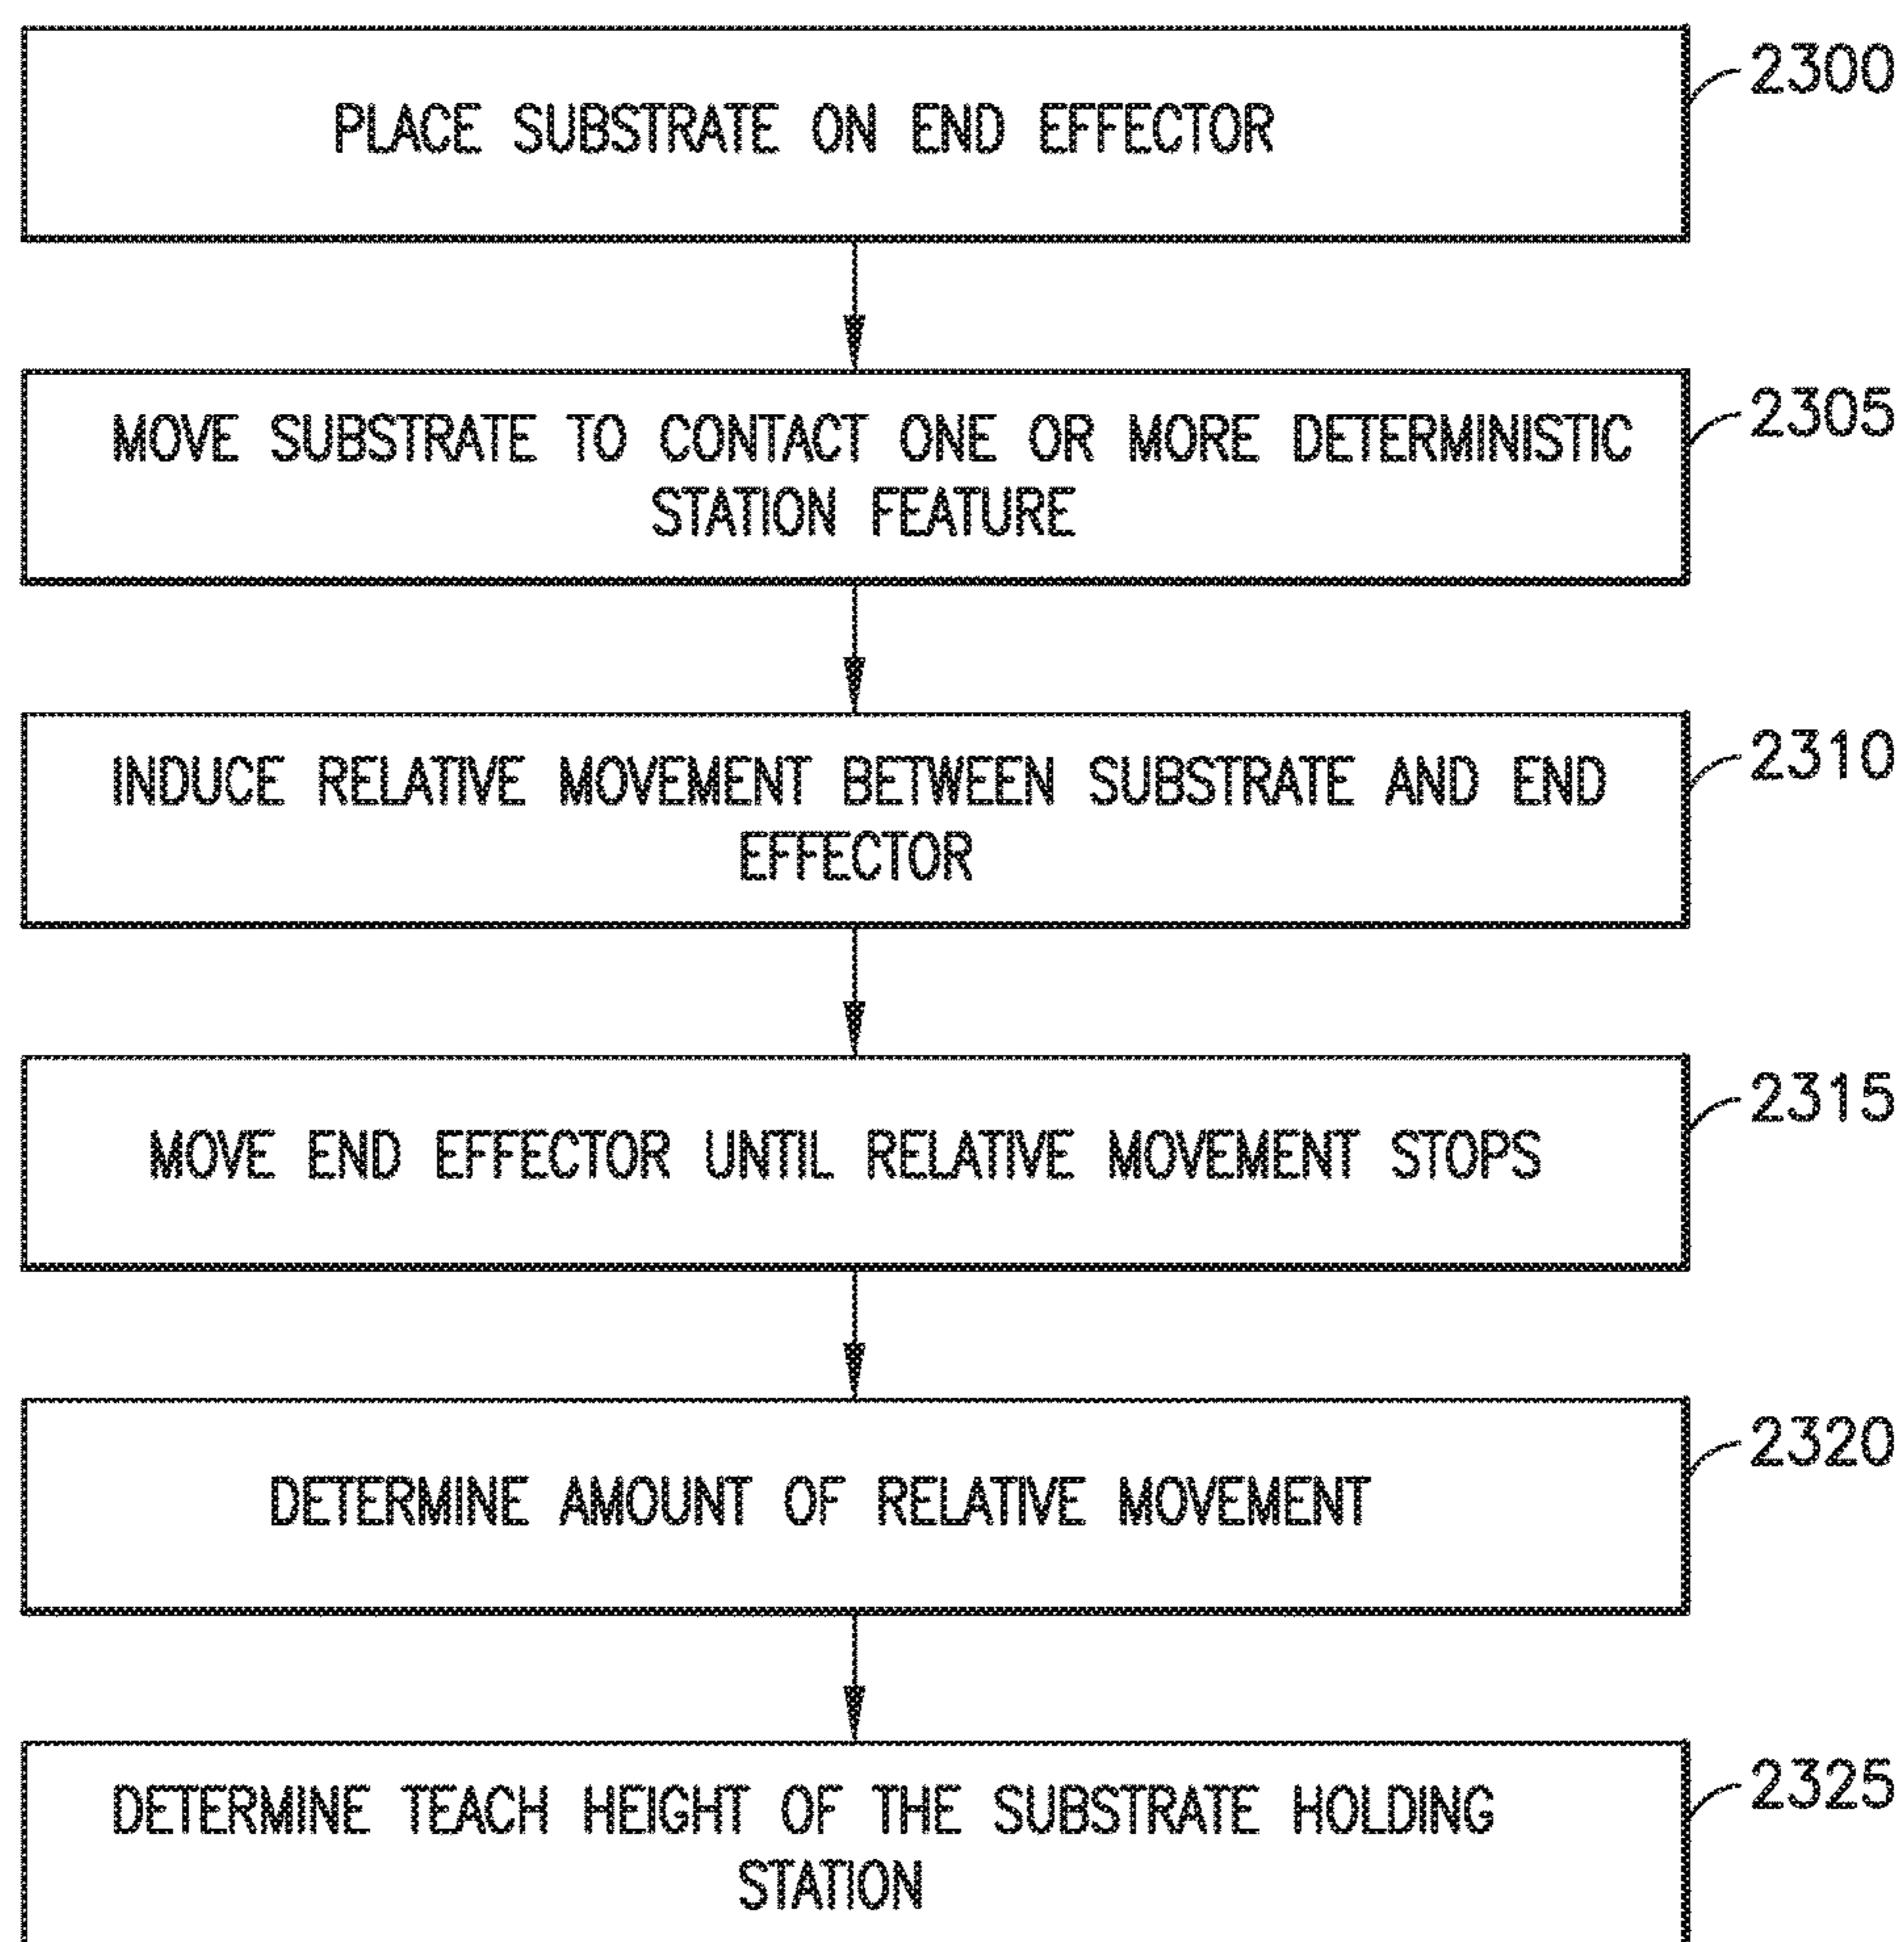 PLACE SUBSTRATE ON END EFFECTOR
2300
MOVE SUBSTRATE TO CONTACT ONE OR MORE DETERMINISTIC
STATION FEATURE
2305
INDUCE RELATIVE MOVEMENT BETWEEN SUBSTRATE AND END
EFFECTOR
2310
MOVE END EFFECTOR UNTIL RELATIVE MOVEMENT STOPS
2315
DETERMINE AMOUNT OF RELATIVE MOVEMENT
2320
DETERMINE TEACH HEIGHT OF THE SUBSTRATE HOLDING
STATION
2325